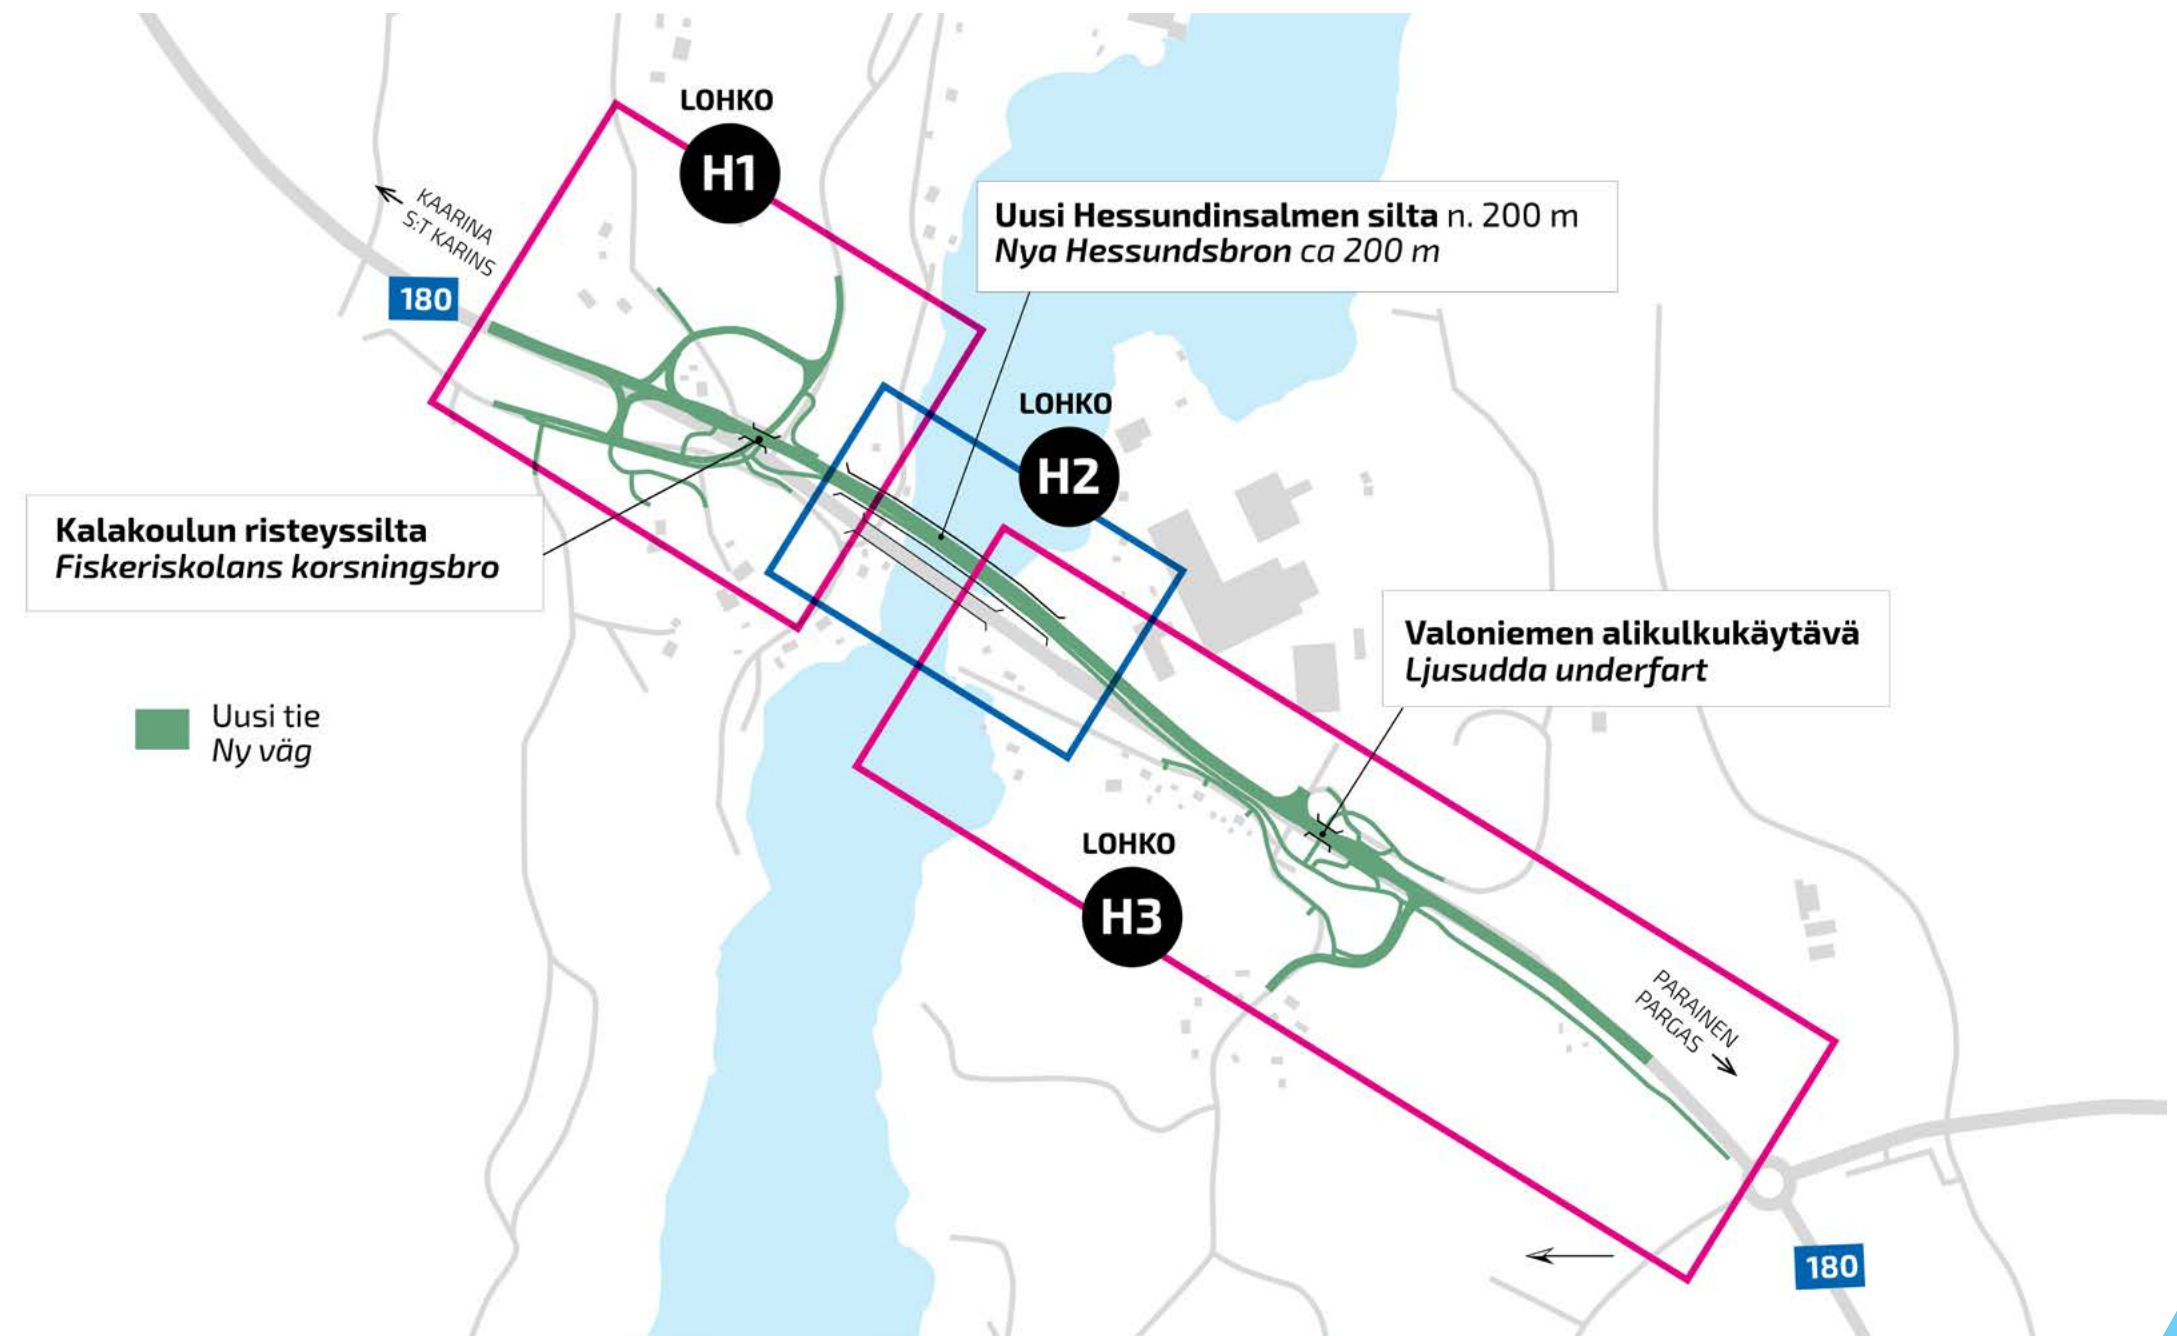 LOHKO
H1
KAARINA
S:T KARINS
180
Uusi Hessundinsalmen silta n. 200 m
Nya Hessundsbron ca 200 m
LOHKO
H2
Kalakoulun risteyssilta
Fiskeriskolans korsningsbro
Valoniemen alikulkukäytävä
Ljusudda underfart
Uusi tie
Ny väg
LOHKO
H3
PARAINEN
PARGAS
180